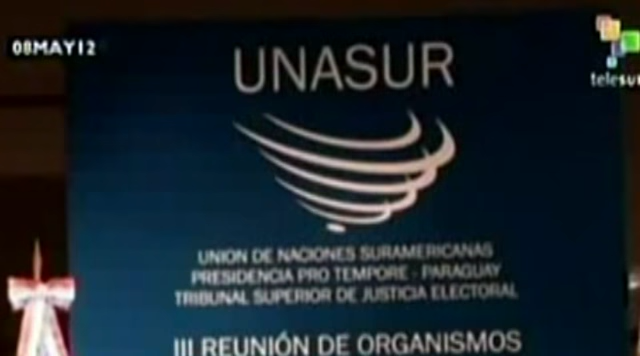 08MAY12
telesur
UNASUR
UNION DE NACIONES SURAMERICANAS
PRESIDENCIA PRO TEMPORE - PARAGUAY
TRIBUNAL SUPERIOR DE JUSTICIA ELECTORAL
III REUNIÓN DE ORGANISMOS